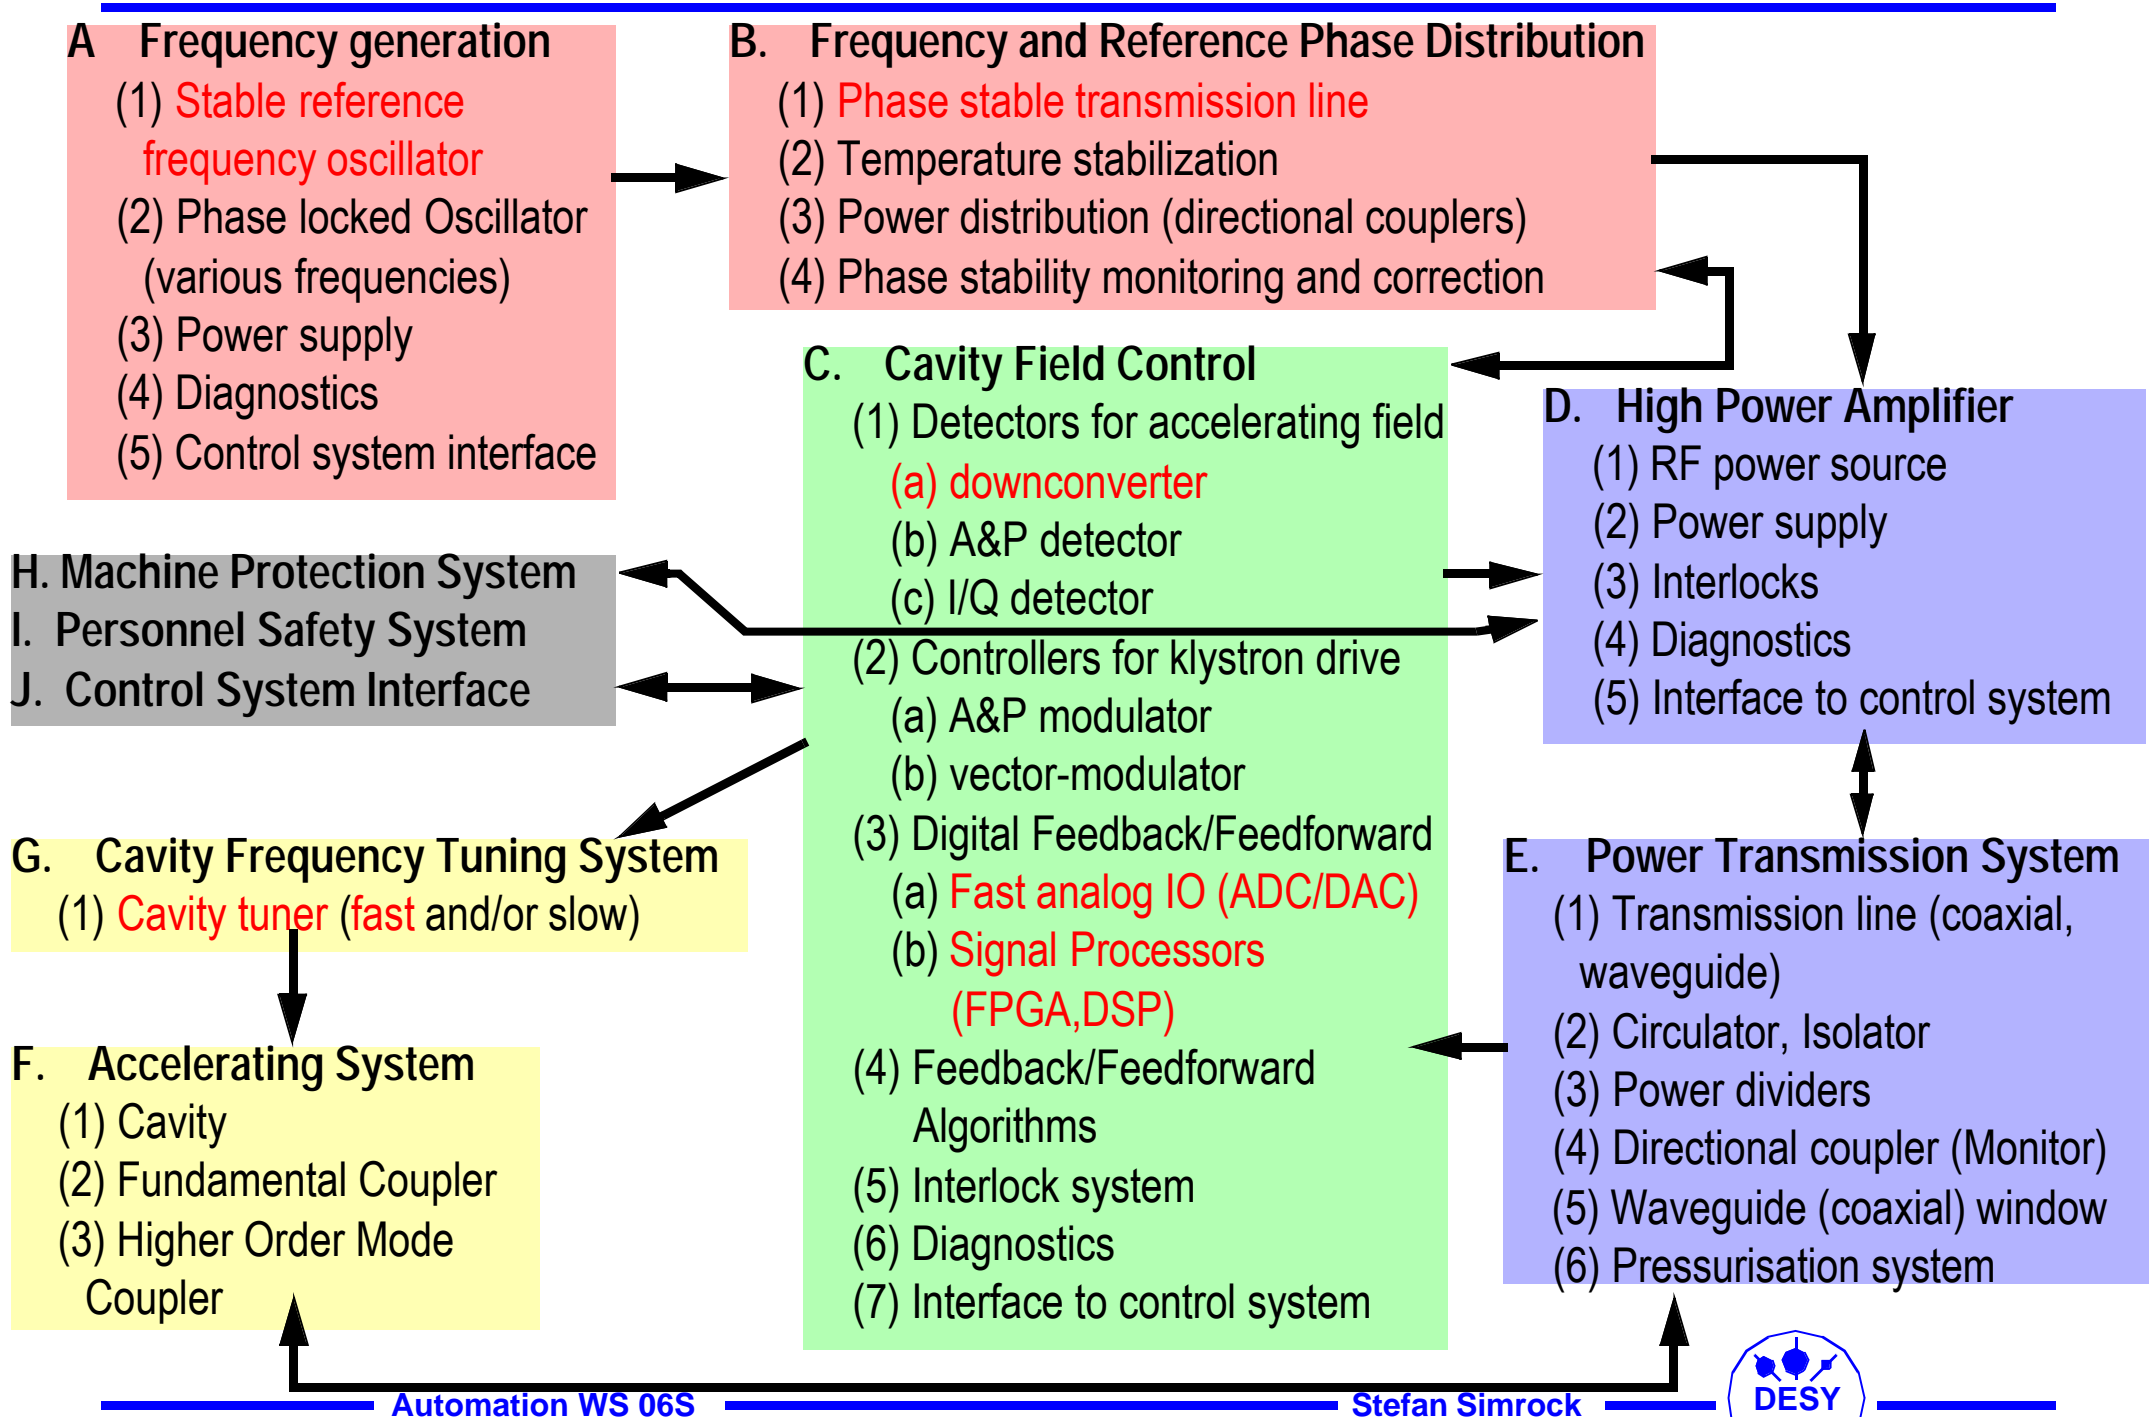 A Frequency generation
(1) Stable reference
frequency oscillator
(2) Phase locked Oscillator
(various frequencies)
(3) Power supply
(4) Diagnostics
(5) Control system interface
B. Frequency and Reference Phase Distribution
(1) Phase stable transmission line
(2) Temperature stabilization
(3) Power distribution (directional couplers)
(4) Phase stability monitoring and correction
C. Cavity Field Control
(1) Detectors for accelerating field
(a) downconverter
(b) A&P detector
(c) I/Q detector
(2) Controllers for klystron drive
(a) A&P modulator
(b) vector-modulator
(3) Digital Feedback/Feedforward
(a) Fast analog IO (ADC/DAC)
(b) Signal Processors
(FPGA,DSP)
(4) Feedback/Feedforward
Algorithms
(5) Interlock system
(6) Diagnostics
(7) Interface to control system
D. High Power Amplifier
(1) RF power source
(2) Power supply
(3) Interlocks
(4) Diagnostics
(5) Interface to control system
H. Machine Protection System
I. Personnel Safety System
J. Control System Interface
G. Cavity Frequency Tuning System
(1) Cavity tuner (fast and/or slow)
E. Power Transmission System
(1) Transmission line (coaxial,
waveguide)
(2) Circulator, Isolator
(3) Power dividers
(4) Directional coupler (Monitor)
(5) Waveguide (coaxial) window
(6) Pressurisation system
F. Accelerating System
(1) Cavity
(2) Fundamental Coupler
(3) Higher Order Mode
Coupler
Automation WS 06S
Stefan Simrock
DESY